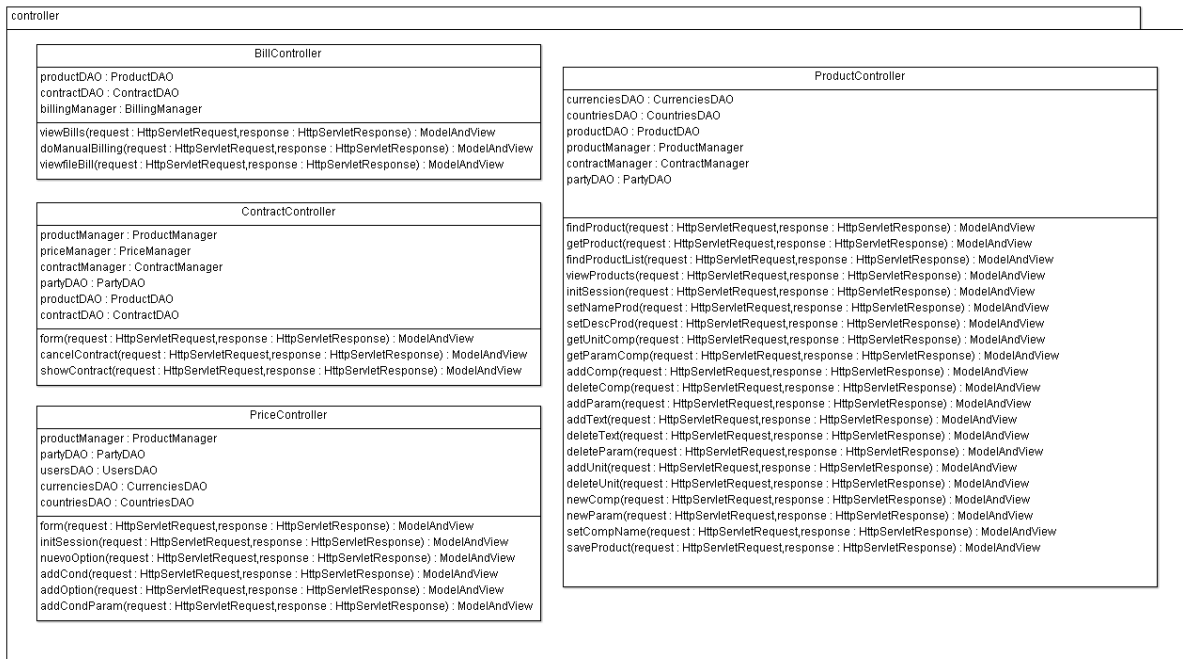 controller
BillController
productDAO : ProductDAO
contractDAO : ContractDAO
billingManager : BillingManager
viewBills(request : HttpServletRequest,response : HttpServletResponse) : ModelAndView
doManualBilling(request : HttpServletRequest,response : HttpServletResponse) : ModelAndView
viewfileBill(request : HttpServletRequest,response : HttpServletResponse) : ModelAndView
ContractController
productManager : ProductManager
priceManager : PriceManager
contractManager : ContractManager
partyDAO : PartyDAO
productDAO : ProductDAO
contractDAO : ContractDAO
form(request : HttpServletRequest,response : HttpServletResponse) : ModelAndView
cancelContract(request : HttpServletRequest,response : HttpServletResponse) : ModelAndView
showContract(request : HttpServletRequest,response : HttpServletResponse) : ModelAndView
PriceController
productManager : ProductManager
partyDAO : PartyDAO
usersDAO : UsersDAO
currenciesDAO : CurrenciesDAO
countriesDAO : CountriesDAO
form(request : HttpServletRequest,response : HttpServletResponse) : ModelAndView
initSession(request : HttpServletRequest,response : HttpServletResponse) : ModelAndView
nuevoOption(request : HttpServletRequest,response : HttpServletResponse) : ModelAndView
addCond(request : HttpServletRequest,response : HttpServletResponse) : ModelAndView
addOption(request : HttpServletRequest,response : HttpServletResponse) : ModelAndView
addCondParam(request : HttpServletRequest,response : HttpServletResponse) : ModelAndView
ProductController
currenciesDAO : CurrenciesDAO
countriesDAO : CountriesDAO
productDAO : ProductDAO
productManager : ProductManager
contractManager : ContractManager
partyDAO : PartyDAO
findProduct(request : HttpServletRequest,response : HttpServletResponse) : ModelAndView
getProduct(request : HttpServletRequest,response : HttpServletResponse) : ModelAndView
findProductList(request : HttpServletRequest,response : HttpServletResponse) : ModelAndView
viewProducts(request : HttpServletRequest,response : HttpServletResponse) : ModelAndView
initSession(request : HttpServletRequest,response : HttpServletResponse) : ModelAndView
setNameProd(request : HttpServletRequest,response : HttpServletResponse) : ModelAndView
setDescProd(request : HttpServletRequest,response : HttpServletResponse) : ModelAndView
getUnitComp(request : HttpServletRequest,response : HttpServletResponse) : ModelAndView
getParamComp(request : HttpServletRequest,response : HttpServletResponse) : ModelAndView
addComp(request : HttpServletRequest,response : HttpServletResponse) : ModelAndView
deleteComp(request : HttpServletRequest,response : HttpServletResponse) : ModelAndView
addParam(request : HttpServletRequest,response : HttpServletResponse) : ModelAndView
addText(request : HttpServletRequest,response : HttpServletResponse) : ModelAndView
deleteText(request : HttpServletRequest,response : HttpServletResponse) : ModelAndView
deleteParam(request : HttpServletRequest,response : HttpServletResponse) : ModelAndView
addUnit(request : HttpServletRequest,response : HttpServletResponse) : ModelAndView
deleteUnit(request : HttpServletRequest,response : HttpServletResponse) : ModelAndView
newComp(request : HttpServletRequest,response : HttpServletResponse) : ModelAndView
newParam(request : HttpServletRequest,response : HttpServletResponse) : ModelAndView
setCompName(request : HttpServletRequest,response : HttpServletResponse) : ModelAndView
saveProduct(request : HttpServletRequest,response : HttpServletResponse) : ModelAndView